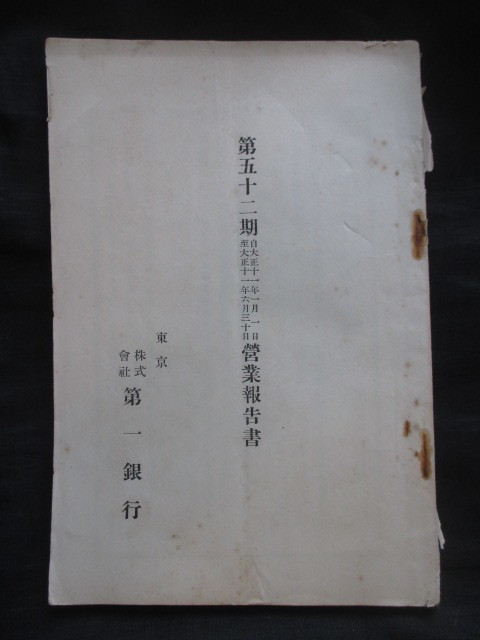 第五十二期自大正十一年一月一日至大正十一年六月三十日營業報告書
東京
株式會社第一銀行